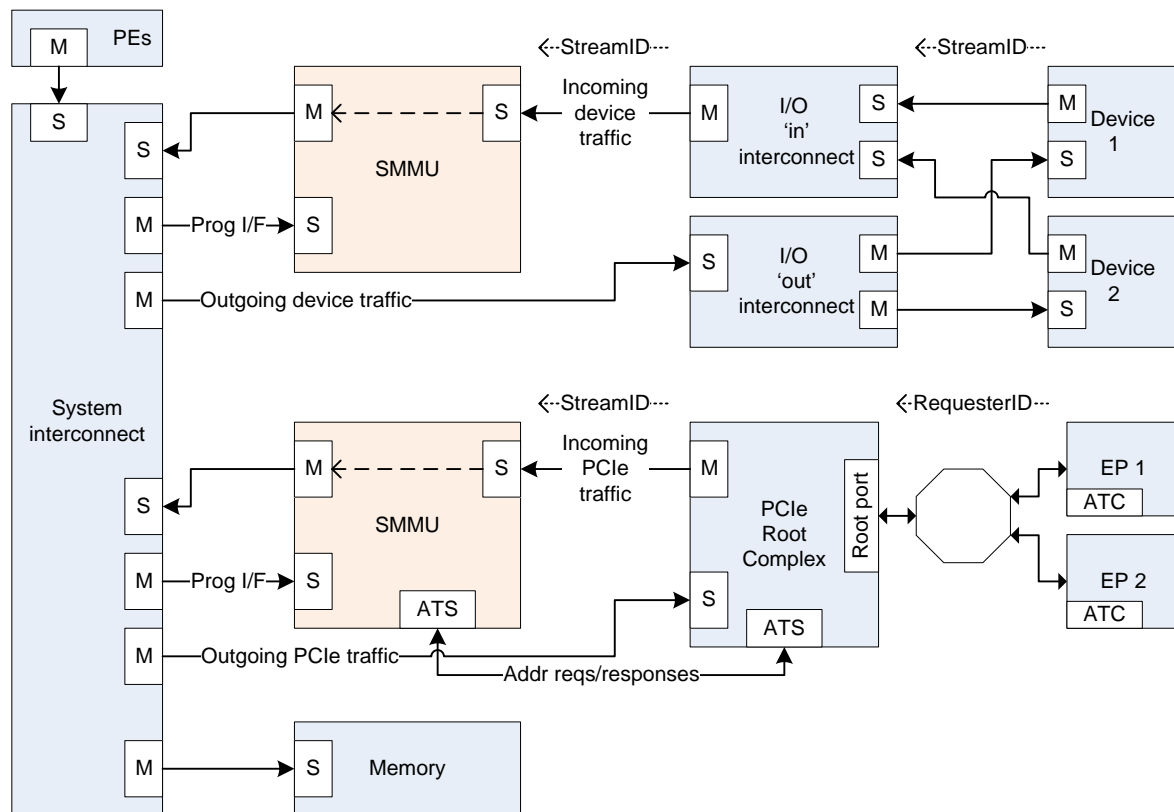 PEs
M
S
StreamID
StreamID
S
M
S
M
Prog I/F
S
M
Outgoing device traffic
SMMU
Incoming
device
traffic
M
I/O
‘in’
interconnect
S
S
M
S
Device
1
S
I/O
‘out’
interconnect
M
M
M
S
Device
2
System
interconnect
StreamID
RequesterID
S
M
S
M
Prog I/F
S
M
Outgoing PCIe traffic
SMMU
ATS
Incoming
PCIe
traffic
M
S
PCIe
Root
Complex
Root port
ATS
Addr reqs/responses
EP 1
ATC
EP 2
ATC
M
S
Memory